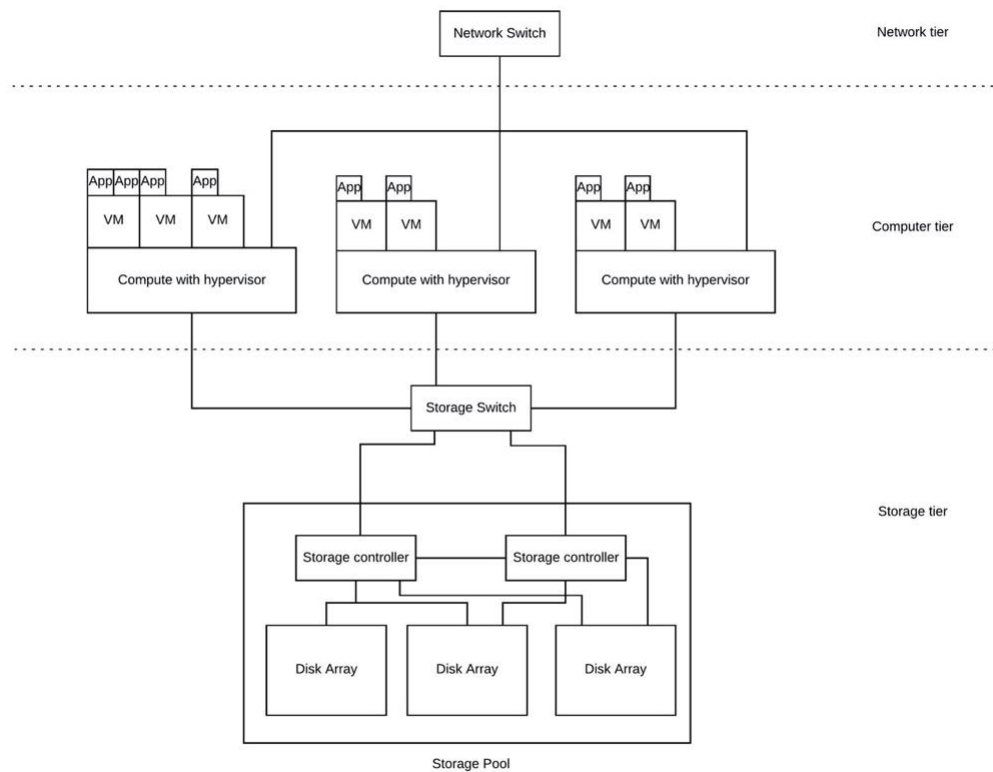 Network Switch
Network tier
App App App App
App App
App App
VM VM VM
VM VM
VM VM
Computer tier
Compute with hypervisor
Compute with hypervisor
Compute with hypervisor
Storage Switch
Storage tier
Storage controller
Storage controller
Disk Array
Disk Array
Disk Array
Storage Pool